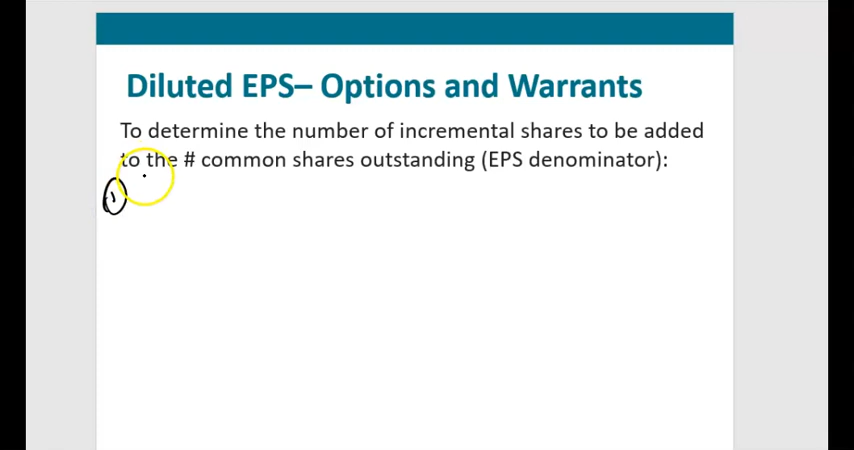 Diluted EPS– Options and Warrants
To determine the number of incremental shares to be added
to the # common shares outstanding (EPS denominator):
1